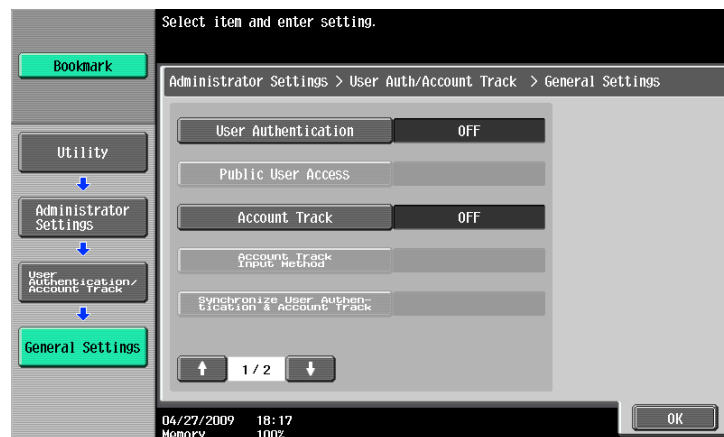 Select item and enter setting.
Bookmark
Administrator Settings > User Auth/Account Track > General Settings
User Authentication
OFF
Utility
Public User Access
Administrator
Settings
Account Track
OFF
Account Track
Input Method
User
Authentication/
Account Track
Synchronize User Authen-
tication & Account Track
General Settings
1/2
OK
04/27/2009 18:17
Memory 100%